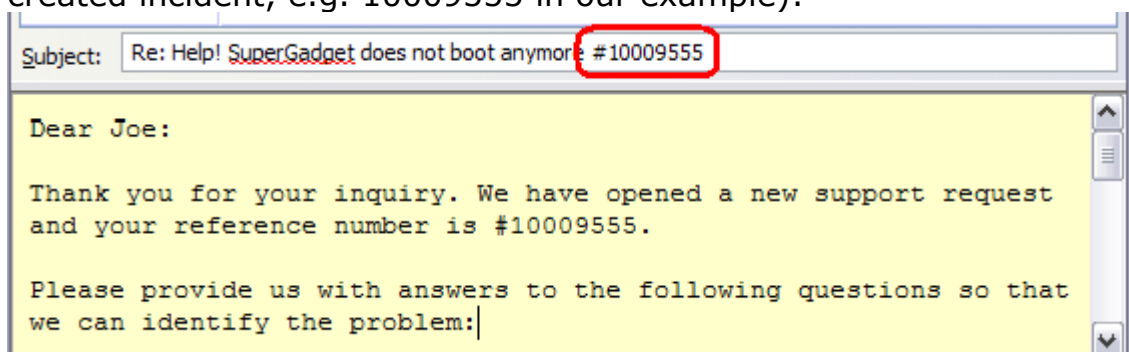 created incident, e.g. 10009555 in our example):
Subject: Re: Help! SuperGadget does not boot anymore #10009555
Dear Joe:
Thank you for your inquiry. We have opened a new support request
and your reference number is #10009555.
Please provide us with answers to the following questions so that
we can identify the problem: